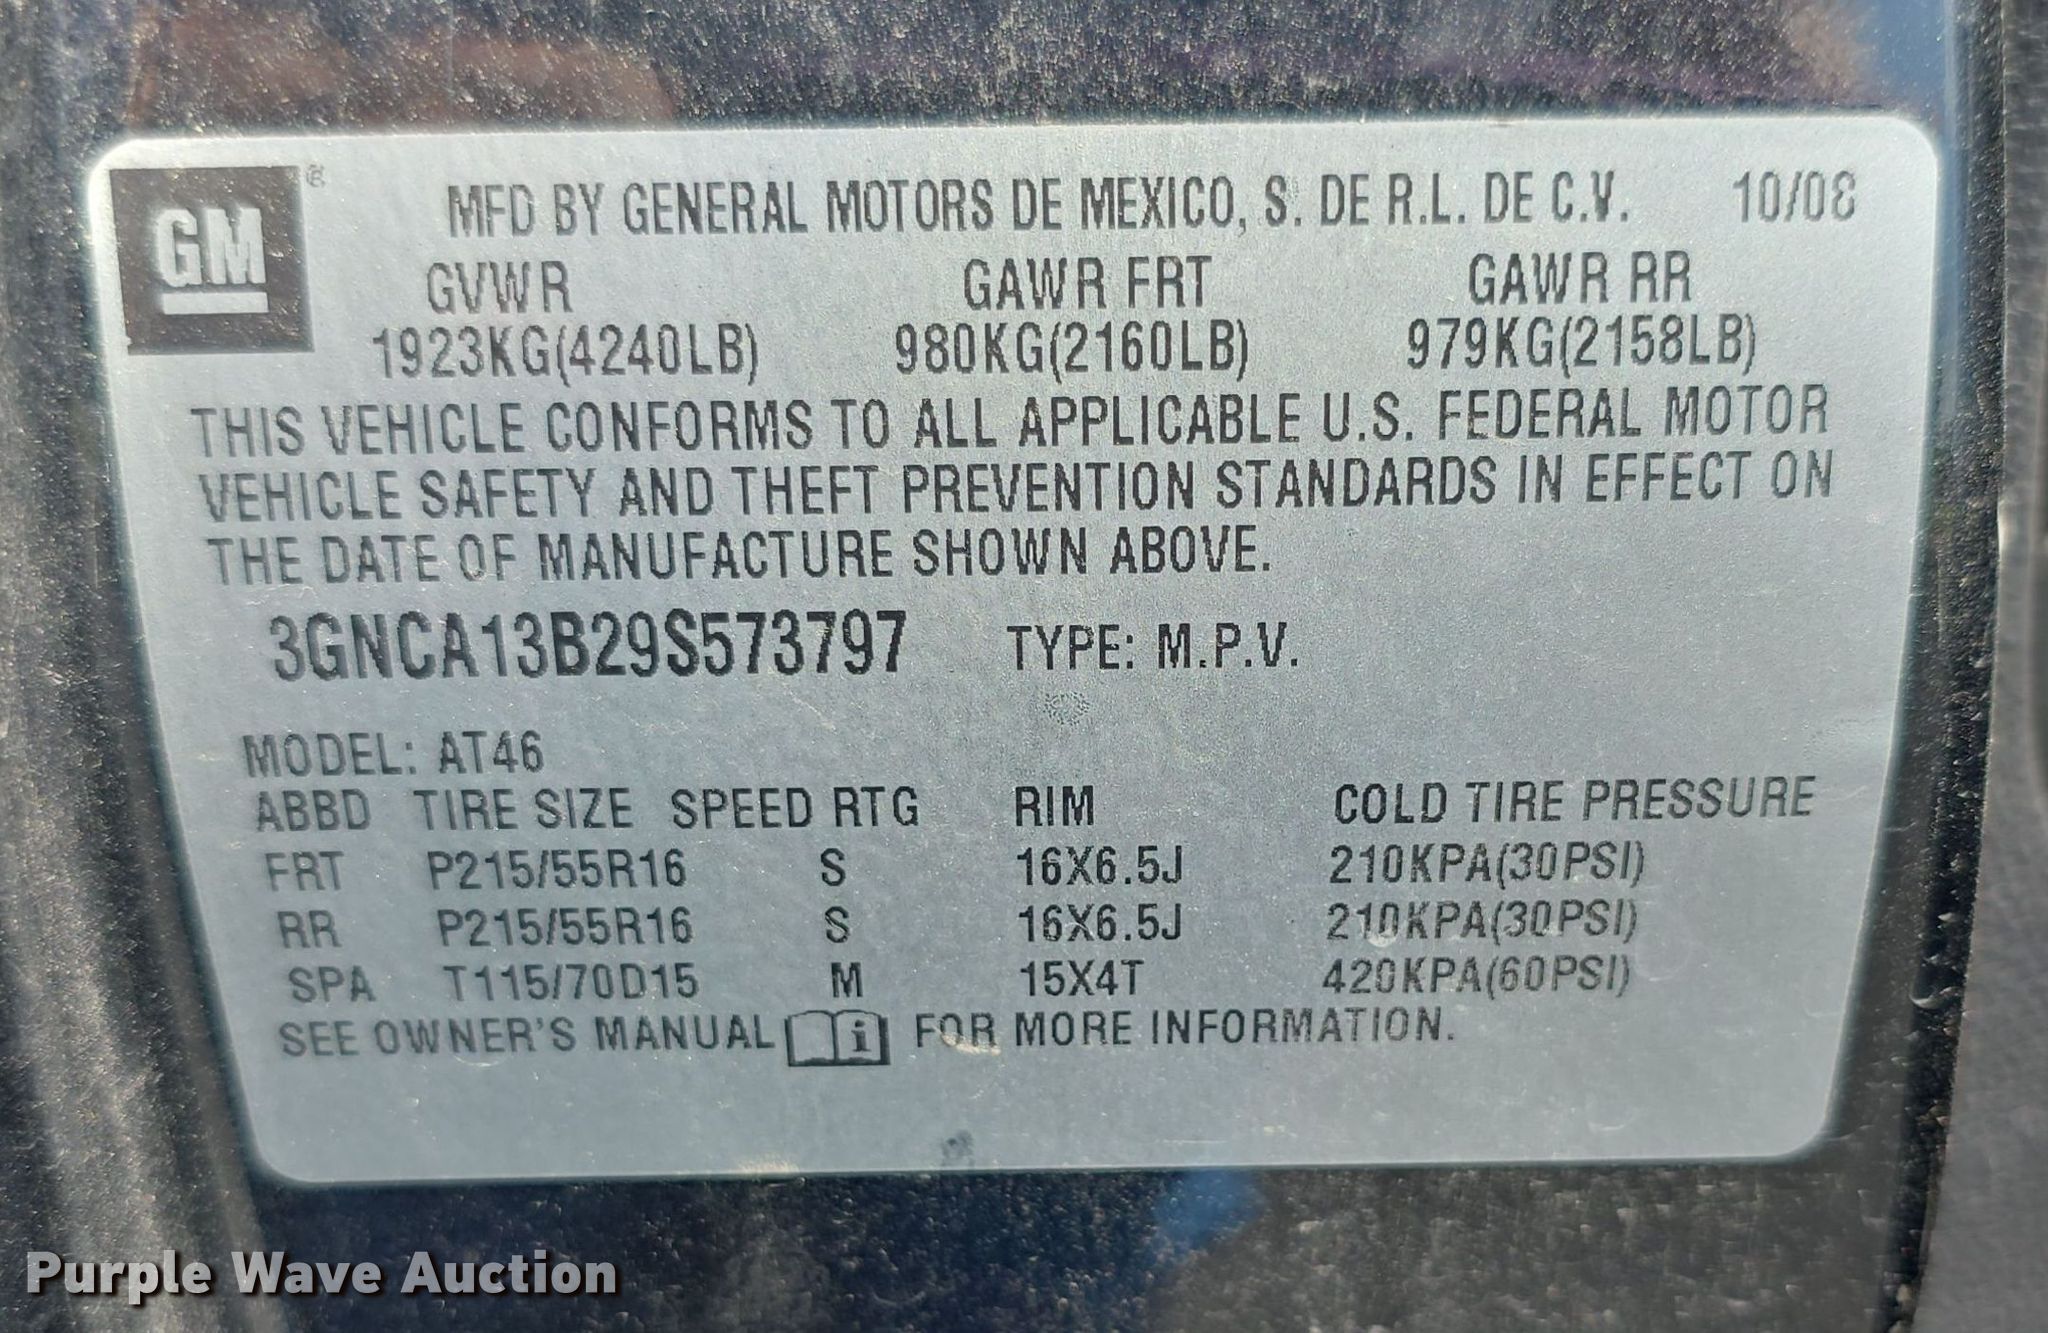 GM ®
MFD BY GENERAL MOTORS DE MEXICO, S. DE R.L. DE C.V. 10/08
GVWR GAWR FRT GAWR RR
1923KG(4240LB) 980KG(2160LB) 979KG(2158LB)
THIS VEHICLE CONFORMS TO ALL APPLICABLE U.S. FEDERAL MOTOR
VEHICLE SAFETY AND THEFT PREVENTION STANDARDS IN EFFECT ON
THE DATE OF MANUFACTURE SHOWN ABOVE.
3GNCA13B29S573797 TYPE: M.P.V.
MODEL: AT46
ABBD TIRE SIZE SPEED RTG RIM COLD TIRE PRESSURE
FRT P215/55R16 S 16X6.5J 210KPA(30PSI)
RR P215/55R16 S 16X6.5J 210KPA(30PSI)
SPA T115/70D15 M 15X4T 420KPA(60PSI)
SEE OWNER'S MANUAL i FOR MORE INFORMATION.
Purple Wave Auction